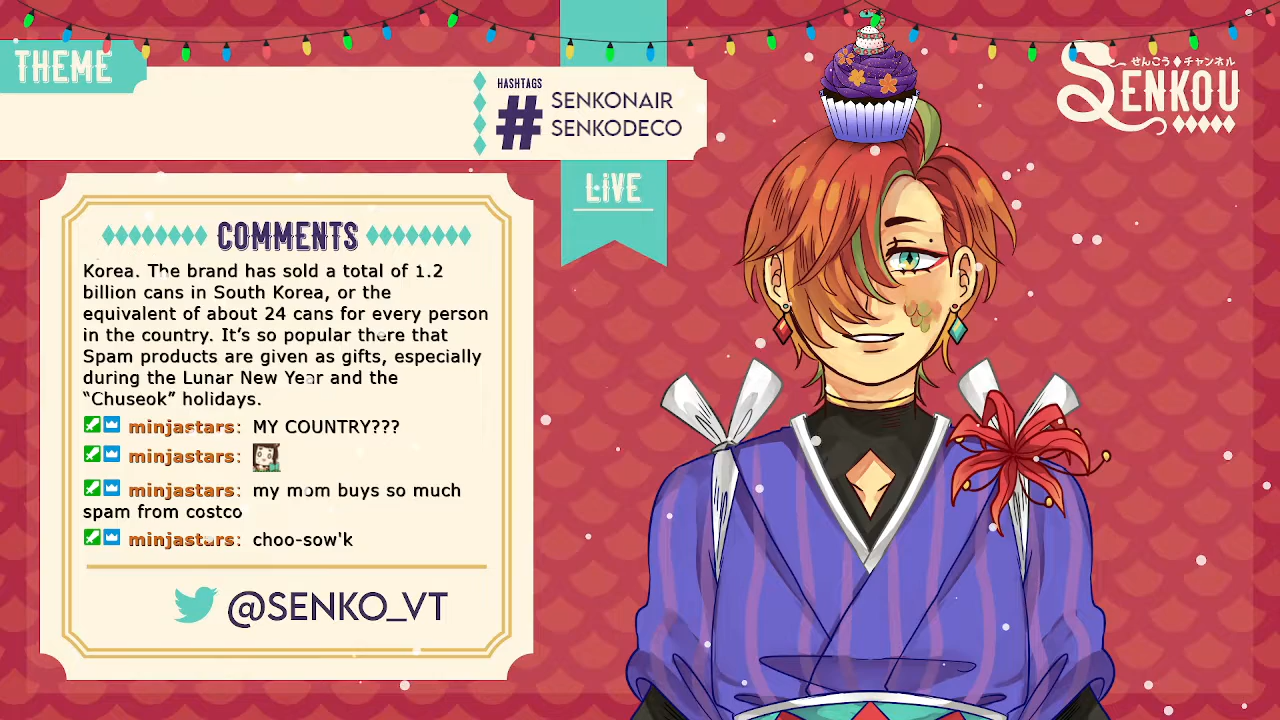 THEME
HASHTAGS
#
SENKONAIR
SENKODECO
せんこう◆チャンネル
SENKOU
LIVE
COMMENTS
Korea. The brand has sold a total of 1.2
billion cans in South Korea, or the
equivalent of about 24 cans for every person
in the country. It's so popular there that
Spam products are given as gifts, especially
during the Lunar New Year and the
“Chuseok” holidays.
minjastars: MY COUNTRY???
minjastars:
minjastars: my mom buys so much
spam from costco
minjastars: choo-sow'k
@SENKO_VT